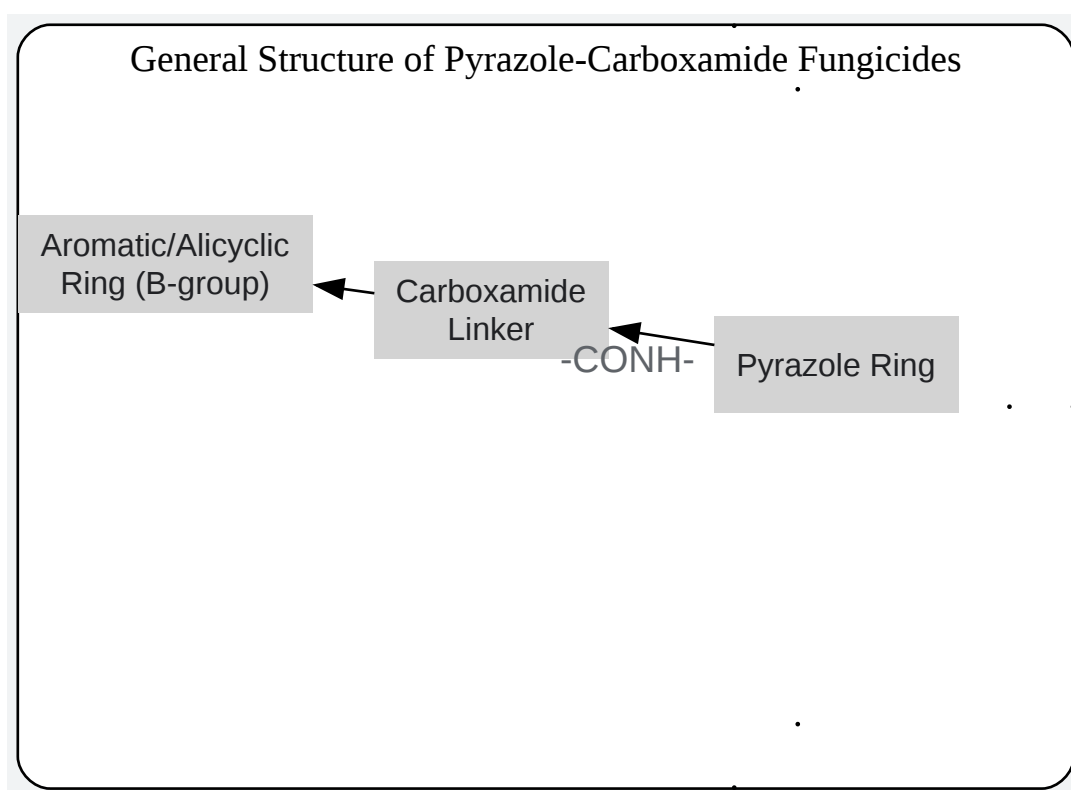 General Structure of Pyrazole-Carboxamide Fungicides
Aromatic/Alicyclic
Ring (B-group)
Carboxamide
Linker
-CONH-
Pyrazole Ring